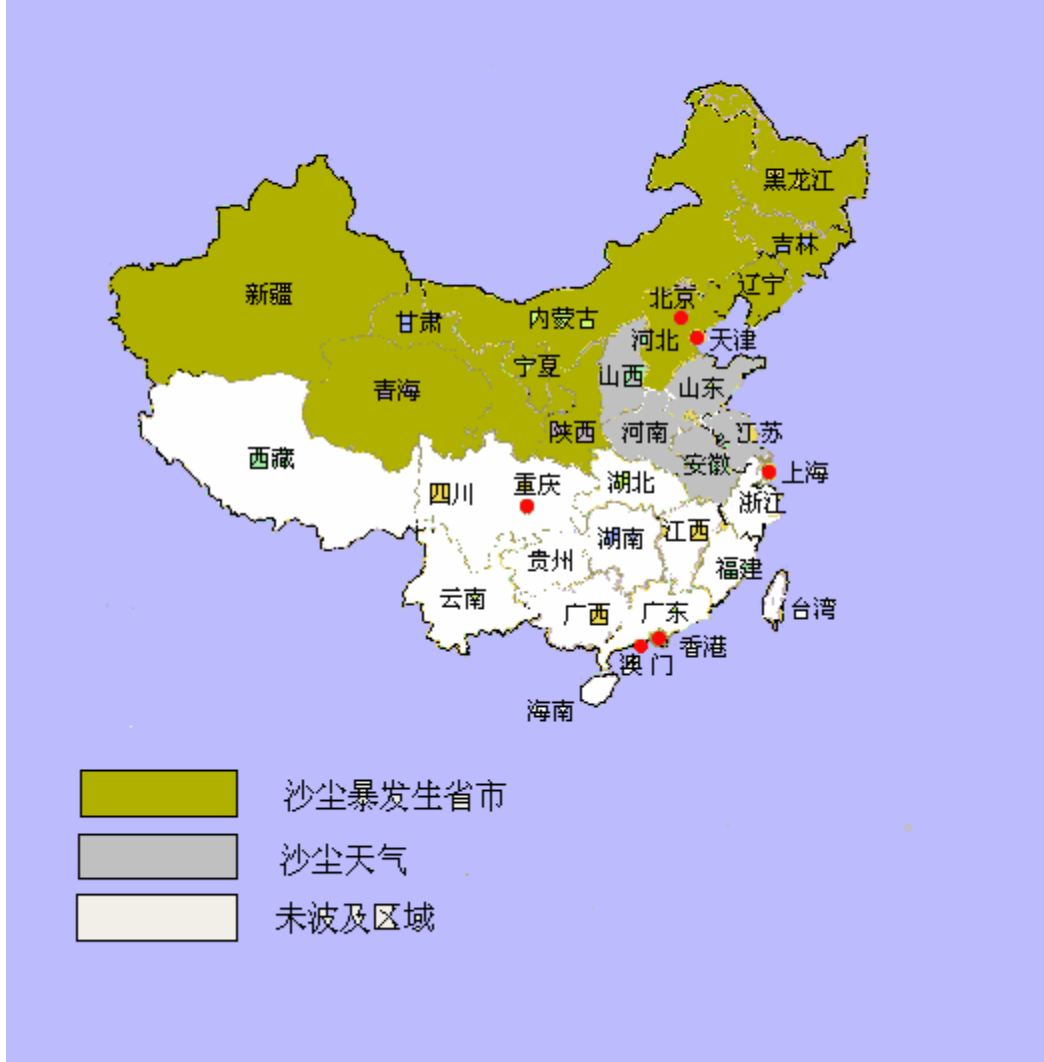 黑龙江
吉林
辽宁
新疆
北京
甘肃
内蒙古
河北
天津
宁夏
山西
青海
山东
陕西
河南
江苏
西藏
安徽
上海
四川
重庆
湖北
浙江
湖南
江西
贵州
福建
云南
广西
广东
台湾
香港
澳门
海南
沙尘暴发生省市
沙尘天气
未波及区域